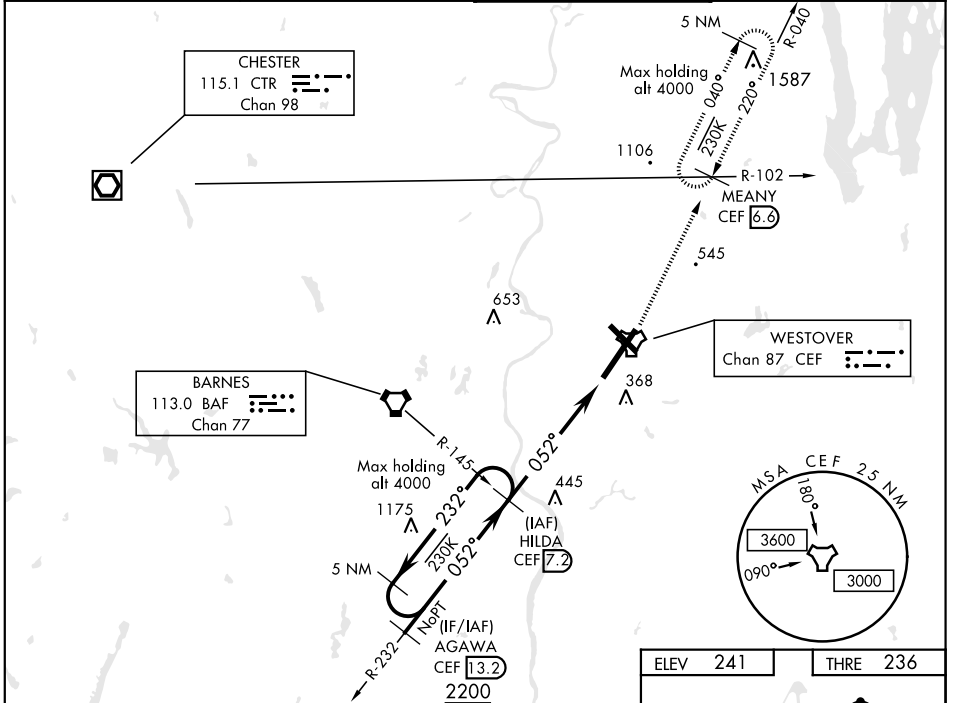 5 NM
R-040
CHESTER
115.1 CTR
Chan 98
Max holding
alt 4000
040°
220°
230K
1587
1106
R-102
MEANY
CEF 6.6
545
653
WESTOVER
Chan 87 CEF
BARNES
113.0 BAF
Chan 77
368
R-145
052°
Max holding
alt 4000
232°
1175
445
(IAF)
HILDA
CEF 7.2
230K
052°
5 NM
NoPT
(IF/IAF)
AGAWA
CEF 13.2
2200
R-232
MSA CEF 25 NM
180°
3600
090°
3000
ELEV 241
THRE 236